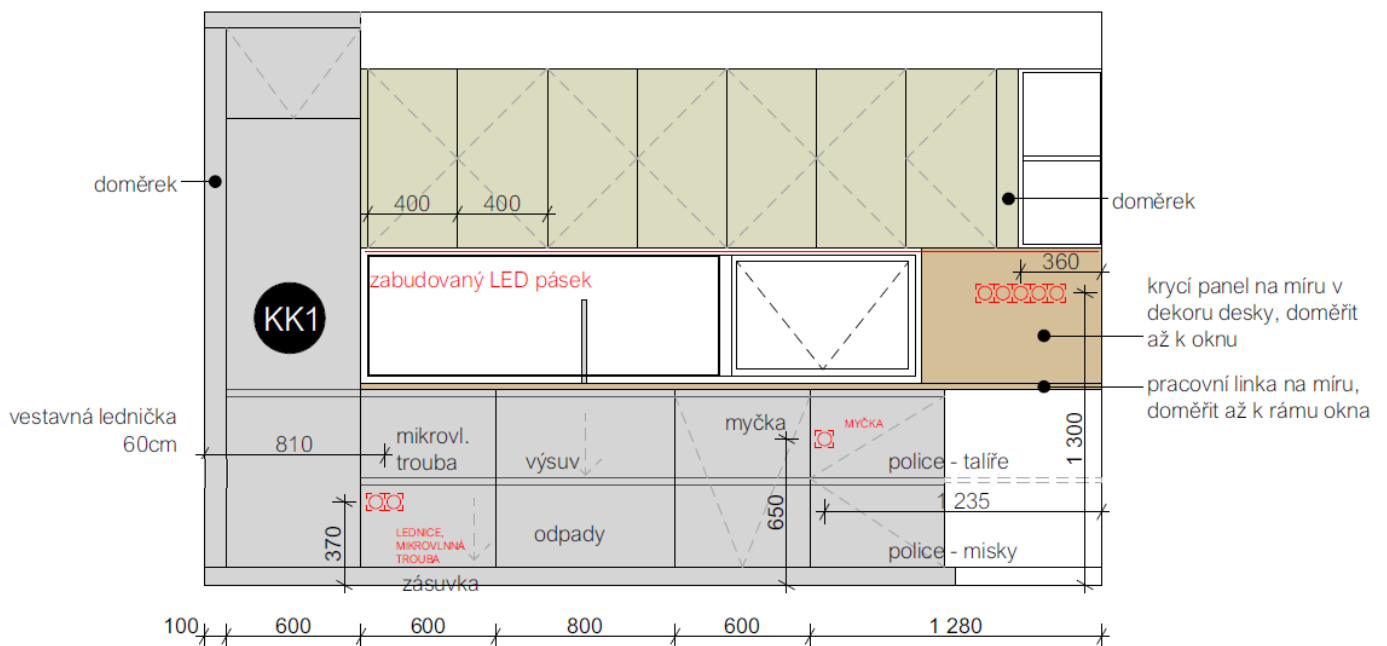 doměrek
400
400
doměrek
360
zabudovaný LED pásek
KK1
krycí panel na míru v
dekoru desky, doměřit
až k oknu
pracovní linka na míru,
doměřit až k rámu okna
vestavná lednička
60cm
810
mikrovl.
trouba
výsuv
myčka
MYČKA
police - talíře
1 300
1 235
650
370
LEDNICE,
MIKROVLNNÁ
TROUBA
odpady
police - misky
zásuvka
100
600
600
800
600
1 280